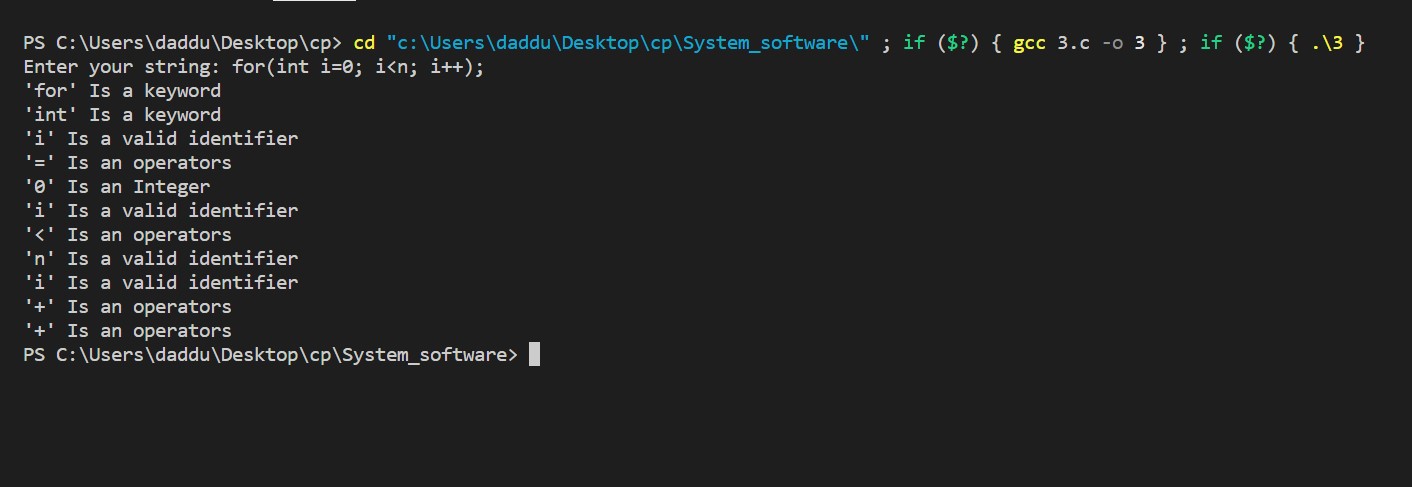 PS C:\Users\daddu\Desktop\cp> cd "c:\Users\daddu\Desktop\cp\System_software\" ; if ($?) { gcc 3.c -o 3 } ; if ($?) { .\3 }
Enter your string: for(int i=0; i<n; i++);
'for' Is a keyword
'int' Is a keyword
'i' Is a valid identifier
'=' Is an operators
'0' Is an Integer
'i' Is a valid identifier
'<' Is an operators
'n' Is a valid identifier
'i' Is a valid identifier
'+' Is an operators
'+' Is an operators
PS C:\Users\daddu\Desktop\cp\System_software>